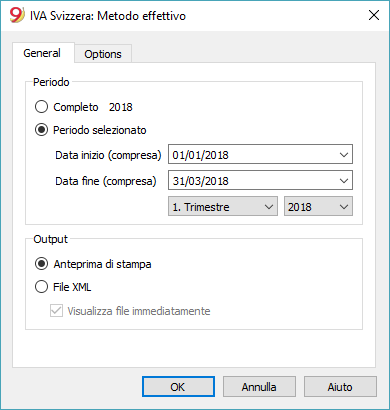 9 IVA Svizzera: Metodo effettivo
General Options
Periodo
Completo 2018
Periodo selezionato
Data inizio (compresa) 01/01/2018
Data fine (compresa) 31/03/2018
1. Trimestre 2018
Output
Anteprima di stampa
File XML
Visualizza file immediatamente
OK Annulla Aiuto